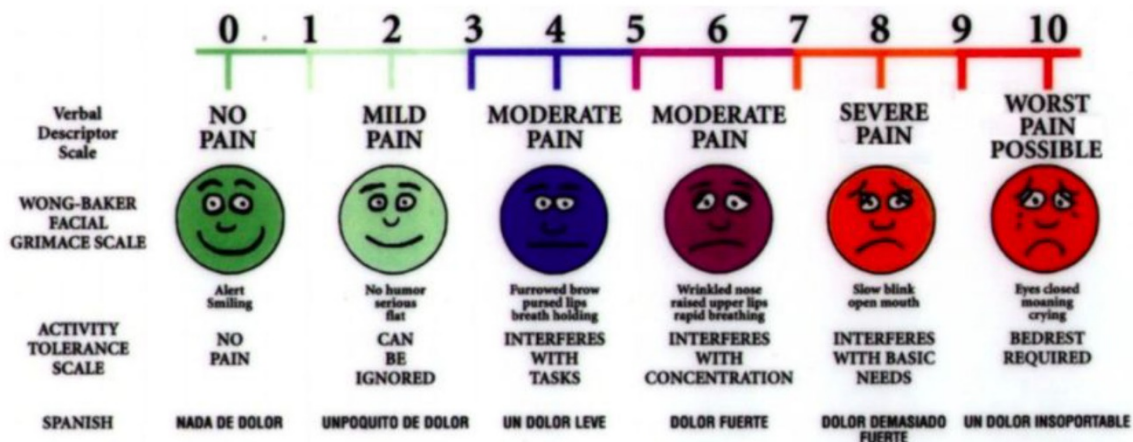 0 1 2 3 4 5 6 7 8 9 10
Verbal
Descriptor
Scale
NO
PAIN
MILD
PAIN
MODERATE
PAIN
MODERATE
PAIN
SEVERE
PAIN
WORST
PAIN
POSSIBLE
WONG-BAKER
FACIAL
GRIMACE SCALE
Alert
Smiling
No humor
serious
flat
Furrowed brow
pursed lips
breath holding
Wrinkled nose
raised upper lips
rapid breathing
Slow blink
open mouth
Eyes closed
moaning
crying
ACTIVITY
TOLERANCE
SCALE
NO
PAIN
CAN
BE
IGNORED
INTERFERES
WITH
TASKS
INTERFERES
WITH
CONCENTRATION
INTERFERES
WITH BASIC
NEEDS
BEDREST
REQUIRED
SPANISH
NADA DE DOLOR
UNPOQUITO DE DOLOR
UN DOLOR LEVE
DOLOR FUERTE
DOLOR DEMASIADO
FUERTE
UN DOLOR INSOPORTABLE